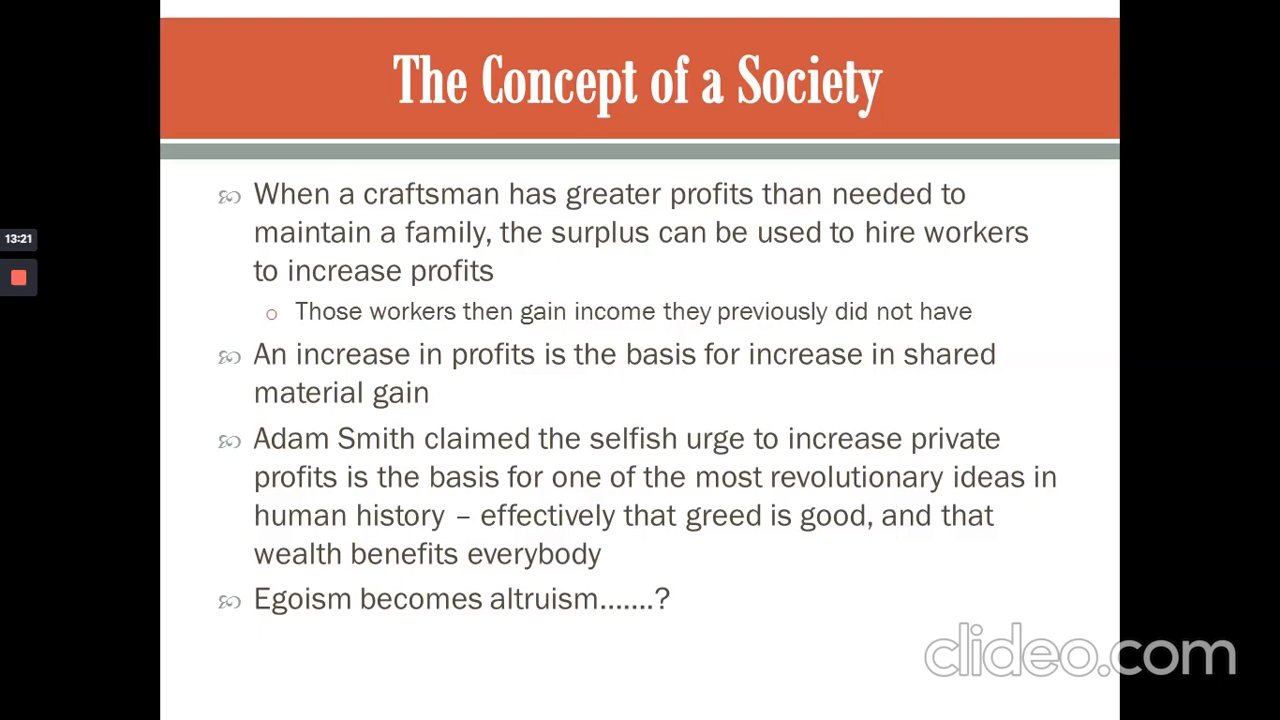 The Concept of a Society
When a craftsman has greater profits than needed to
maintain a family, the surplus can be used to hire workers
to increase profits
Those workers then gain income they previously did not have
An increase in profits is the basis for increase in shared
material gain
Adam Smith claimed the selfish urge to increase private
profits is the basis for one of the most revolutionary ideas in
human history – effectively that greed is good, and that
wealth benefits everybody
Egoism becomes altruism.......?
13:21
clideo.com